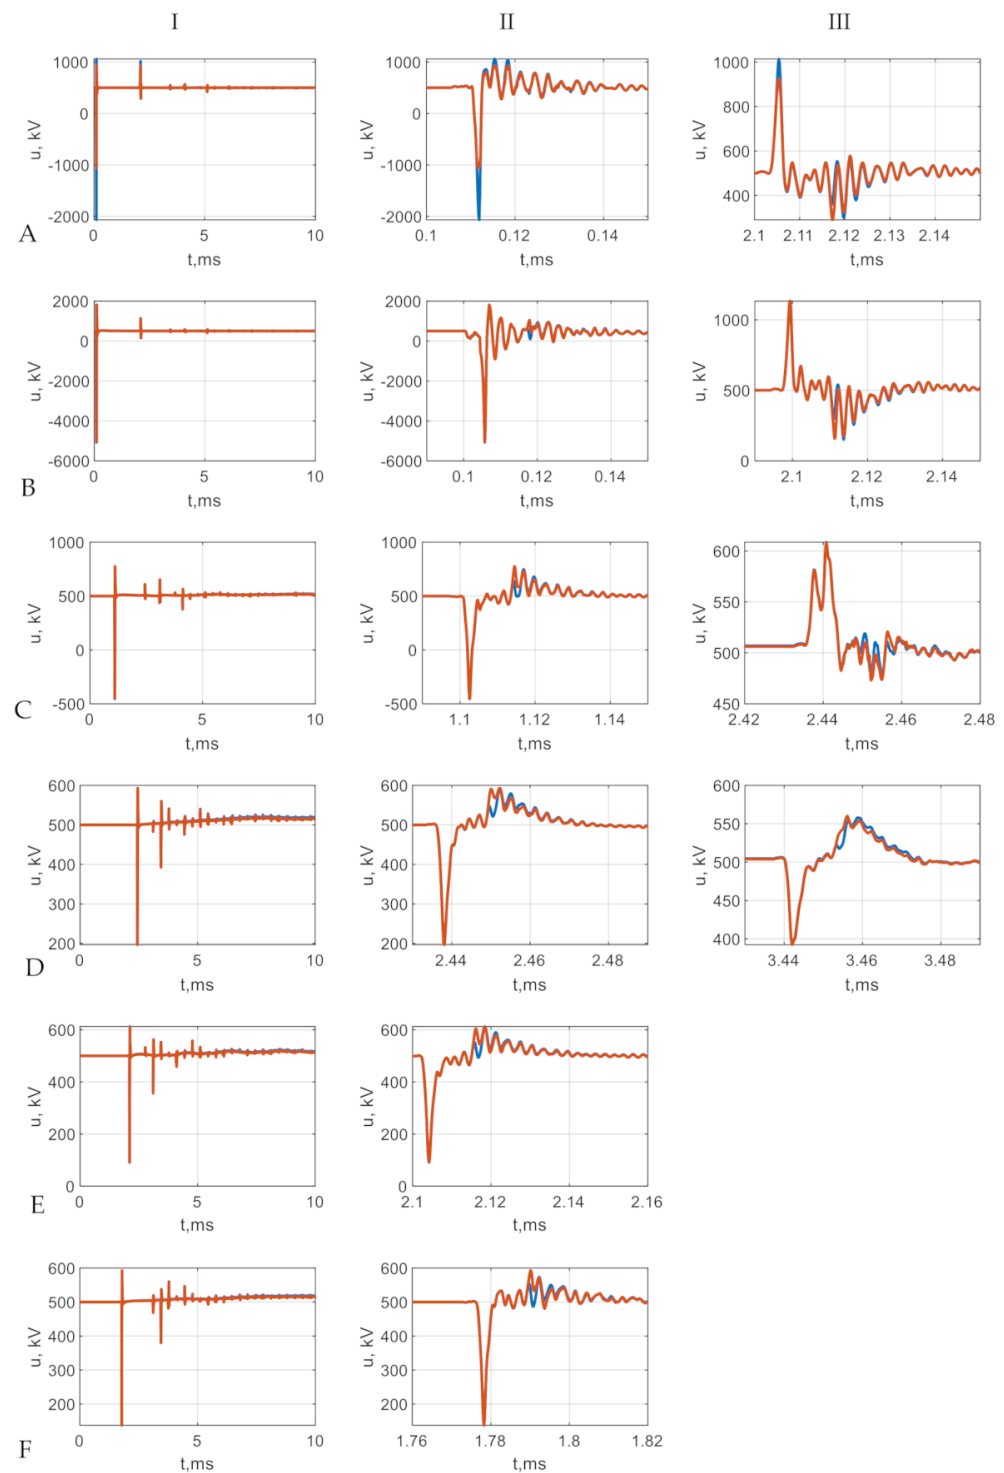 I II III
1000
0
-1000
-2000
u, kV
0 5 10
t,ms
1000
0
-1000
-2000
u, kV
0.1 0.12 0.14
t,ms
1000
800
600
400
u, kV
2.1 2.11 2.12 2.13 2.14
t,ms
A
2000
0
-2000
-4000
-6000
u, kV
0 5 10
t,ms
2000
0
-2000
-4000
-6000
u, kV
0.1 0.12 0.14
t,ms
1000
500
0
u, kV
2.1 2.12 2.14
t,ms
B
1000
500
0
-500
u, kV
0 5 10
t,ms
1000
500
0
-500
u, kV
1.1 1.12 1.14
t,ms
600
550
500
450
u, kV
2.42 2.44 2.46 2.48
t,ms
C
600
500
400
300
200
u, kV
0 5 10
t,ms
600
500
400
300
200
u, kV
2.44 2.46 2.48
t,ms
600
550
500
450
400
u, kV
3.44 3.46 3.48
t,ms
D
600
400
200
0
u, kV
0 5 10
t,ms
600
400
200
0
u, kV
2.1 2.12 2.14 2.16
t,ms
E
600
500
400
300
200
u, kV
0 5 10
t,ms
600
500
400
300
200
u, kV
1.76 1.78 1.8 1.82
t,ms
F